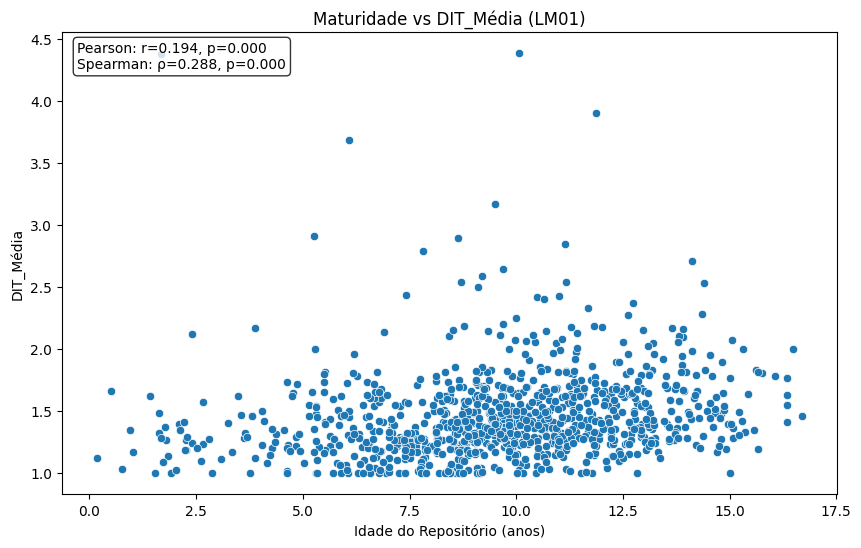 Maturidade vs DIT_Média (LM01)
Pearson: r=0.194, p=0.000
Spearman: ρ=0.288, p=0.000
4.5
4.0
3.5
3.0
2.5
2.0
1.5
1.0
DIT_Média
0.0 2.5 5.0 7.5 10.0 12.5 15.0 17.5
Idade do Repositório (anos)